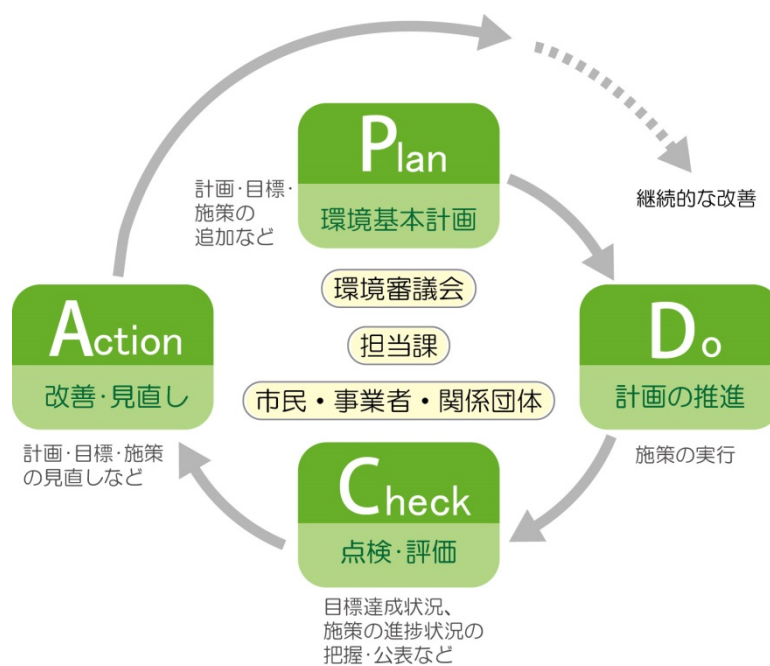 Plan
環境基本計画
計画・目標・
施策の
追加など
継続的な改善
環境審議会
担当課
市民・事業者・関係団体
Action
改善・見直し
計画・目標・施策
の見直しなど
Do
計画の推進
施策の実行
Check
点検・評価
目標達成状況、
施策の進捗状況の
把握・公表など